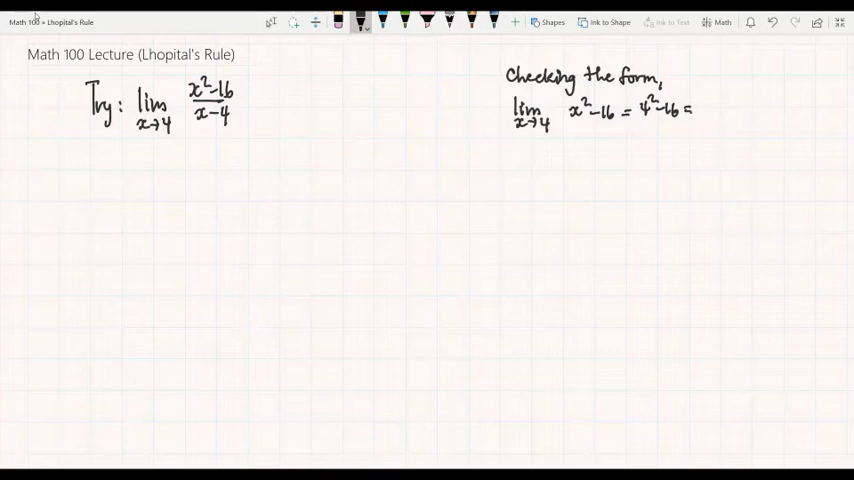 Math 100 » Lhopital's Rule
Shapes
Ink to Shape
Ink to Text
Math
Math 100 Lecture (Lhopital's Rule)
Try: lim x→4 x²-16 / x-4
Checking the form,
lim x→4 x²-16 = 4²-16 =